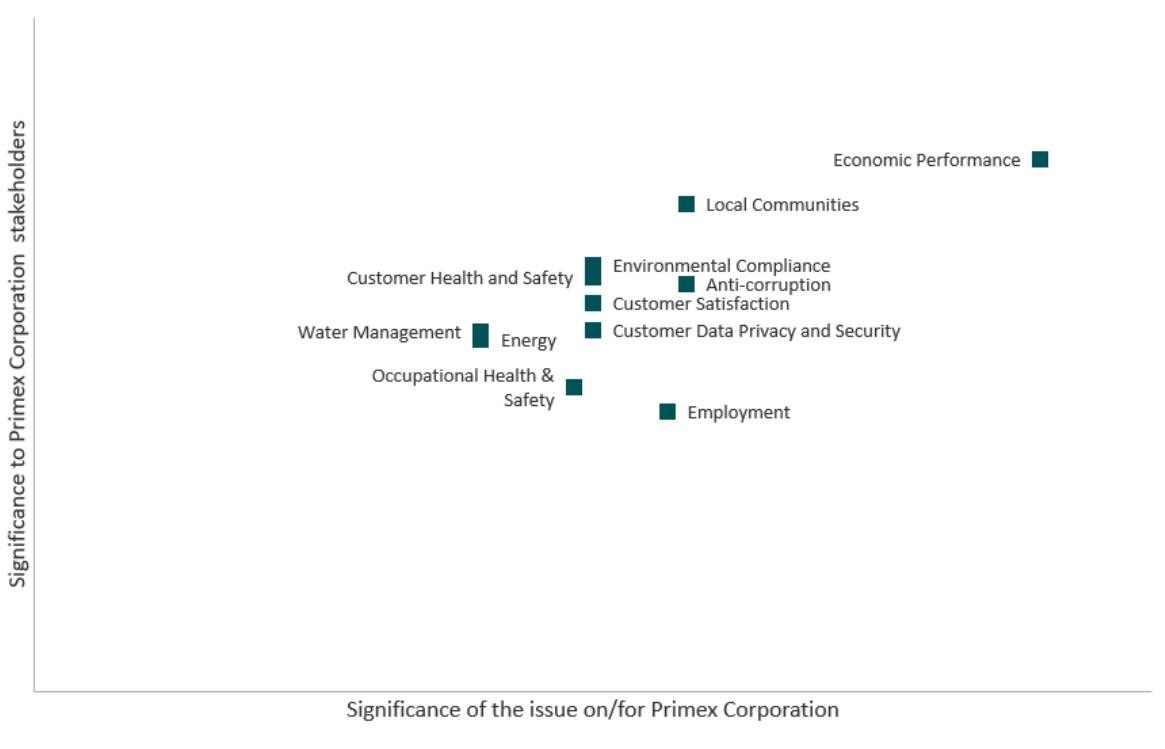 Significance to Primex Corporation stakeholders
Economic Performance
Local Communities
Environmental Compliance
Customer Health and Safety
Anti-corruption
Customer Satisfaction
Customer Data Privacy and Security
Water Management
Energy
Occupational Health &
Safety
Employment
Significance of the issue on/for Primex Corporation